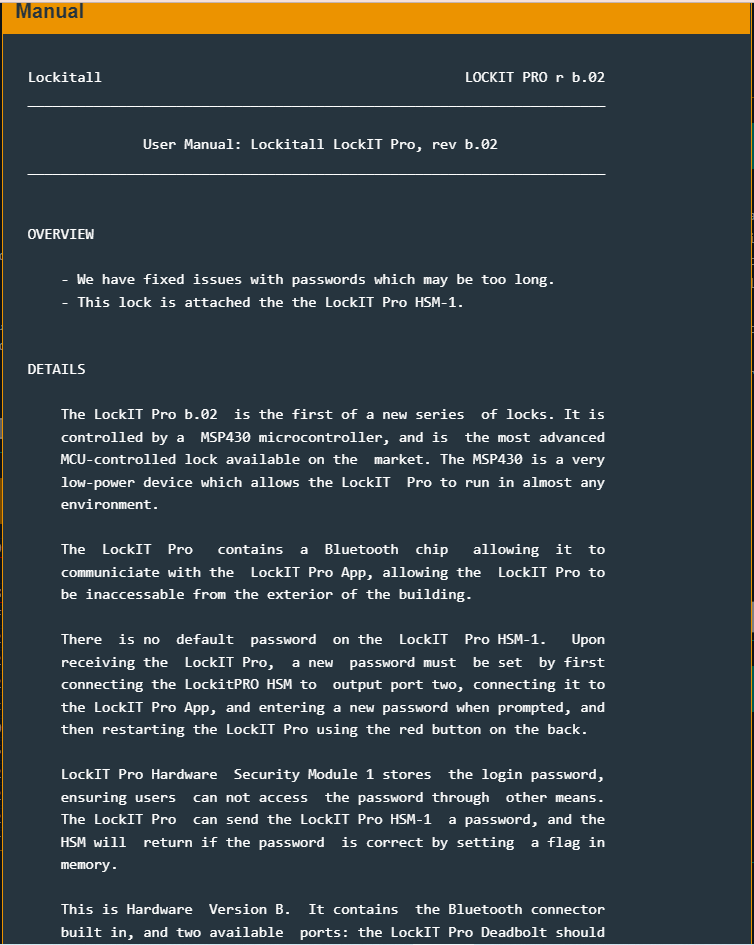 Manual
Lockitall LOCKIT PRO r b.02
User Manual: Lockitall LockIT Pro, rev b.02
OVERVIEW
- We have fixed issues with passwords which may be too long.
- This lock is attached the the LockIT Pro HSM-1.
DETAILS
The LockIT Pro b.02 is the first of a new series of locks. It is
controlled by a MSP430 microcontroller, and is the most advanced
MCU-controlled lock available on the market. The MSP430 is a very
low-power device which allows the LockIT Pro to run in almost any
environment.
The LockIT Pro contains a Bluetooth chip allowing it to
communiciate with the LockIT Pro App, allowing the LockIT Pro to
be inaccessable from the exterior of the building.
There is no default password on the LockIT Pro HSM-1. Upon
receiving the LockIT Pro, a new password must be set by first
connecting the LockitPRO HSM to output port two, connecting it to
the LockIT Pro App, and entering a new password when prompted, and
then restarting the LockIT Pro using the red button on the back.
LockIT Pro Hardware Security Module 1 stores the login password,
ensuring users can not access the password through other means.
The LockIT Pro can send the LockIT Pro HSM-1 a password, and the
HSM will return if the password is correct by setting a flag in
memory.
This is Hardware Version B. It contains the Bluetooth connector
built in, and two available ports: the LockIT Pro Deadbolt should